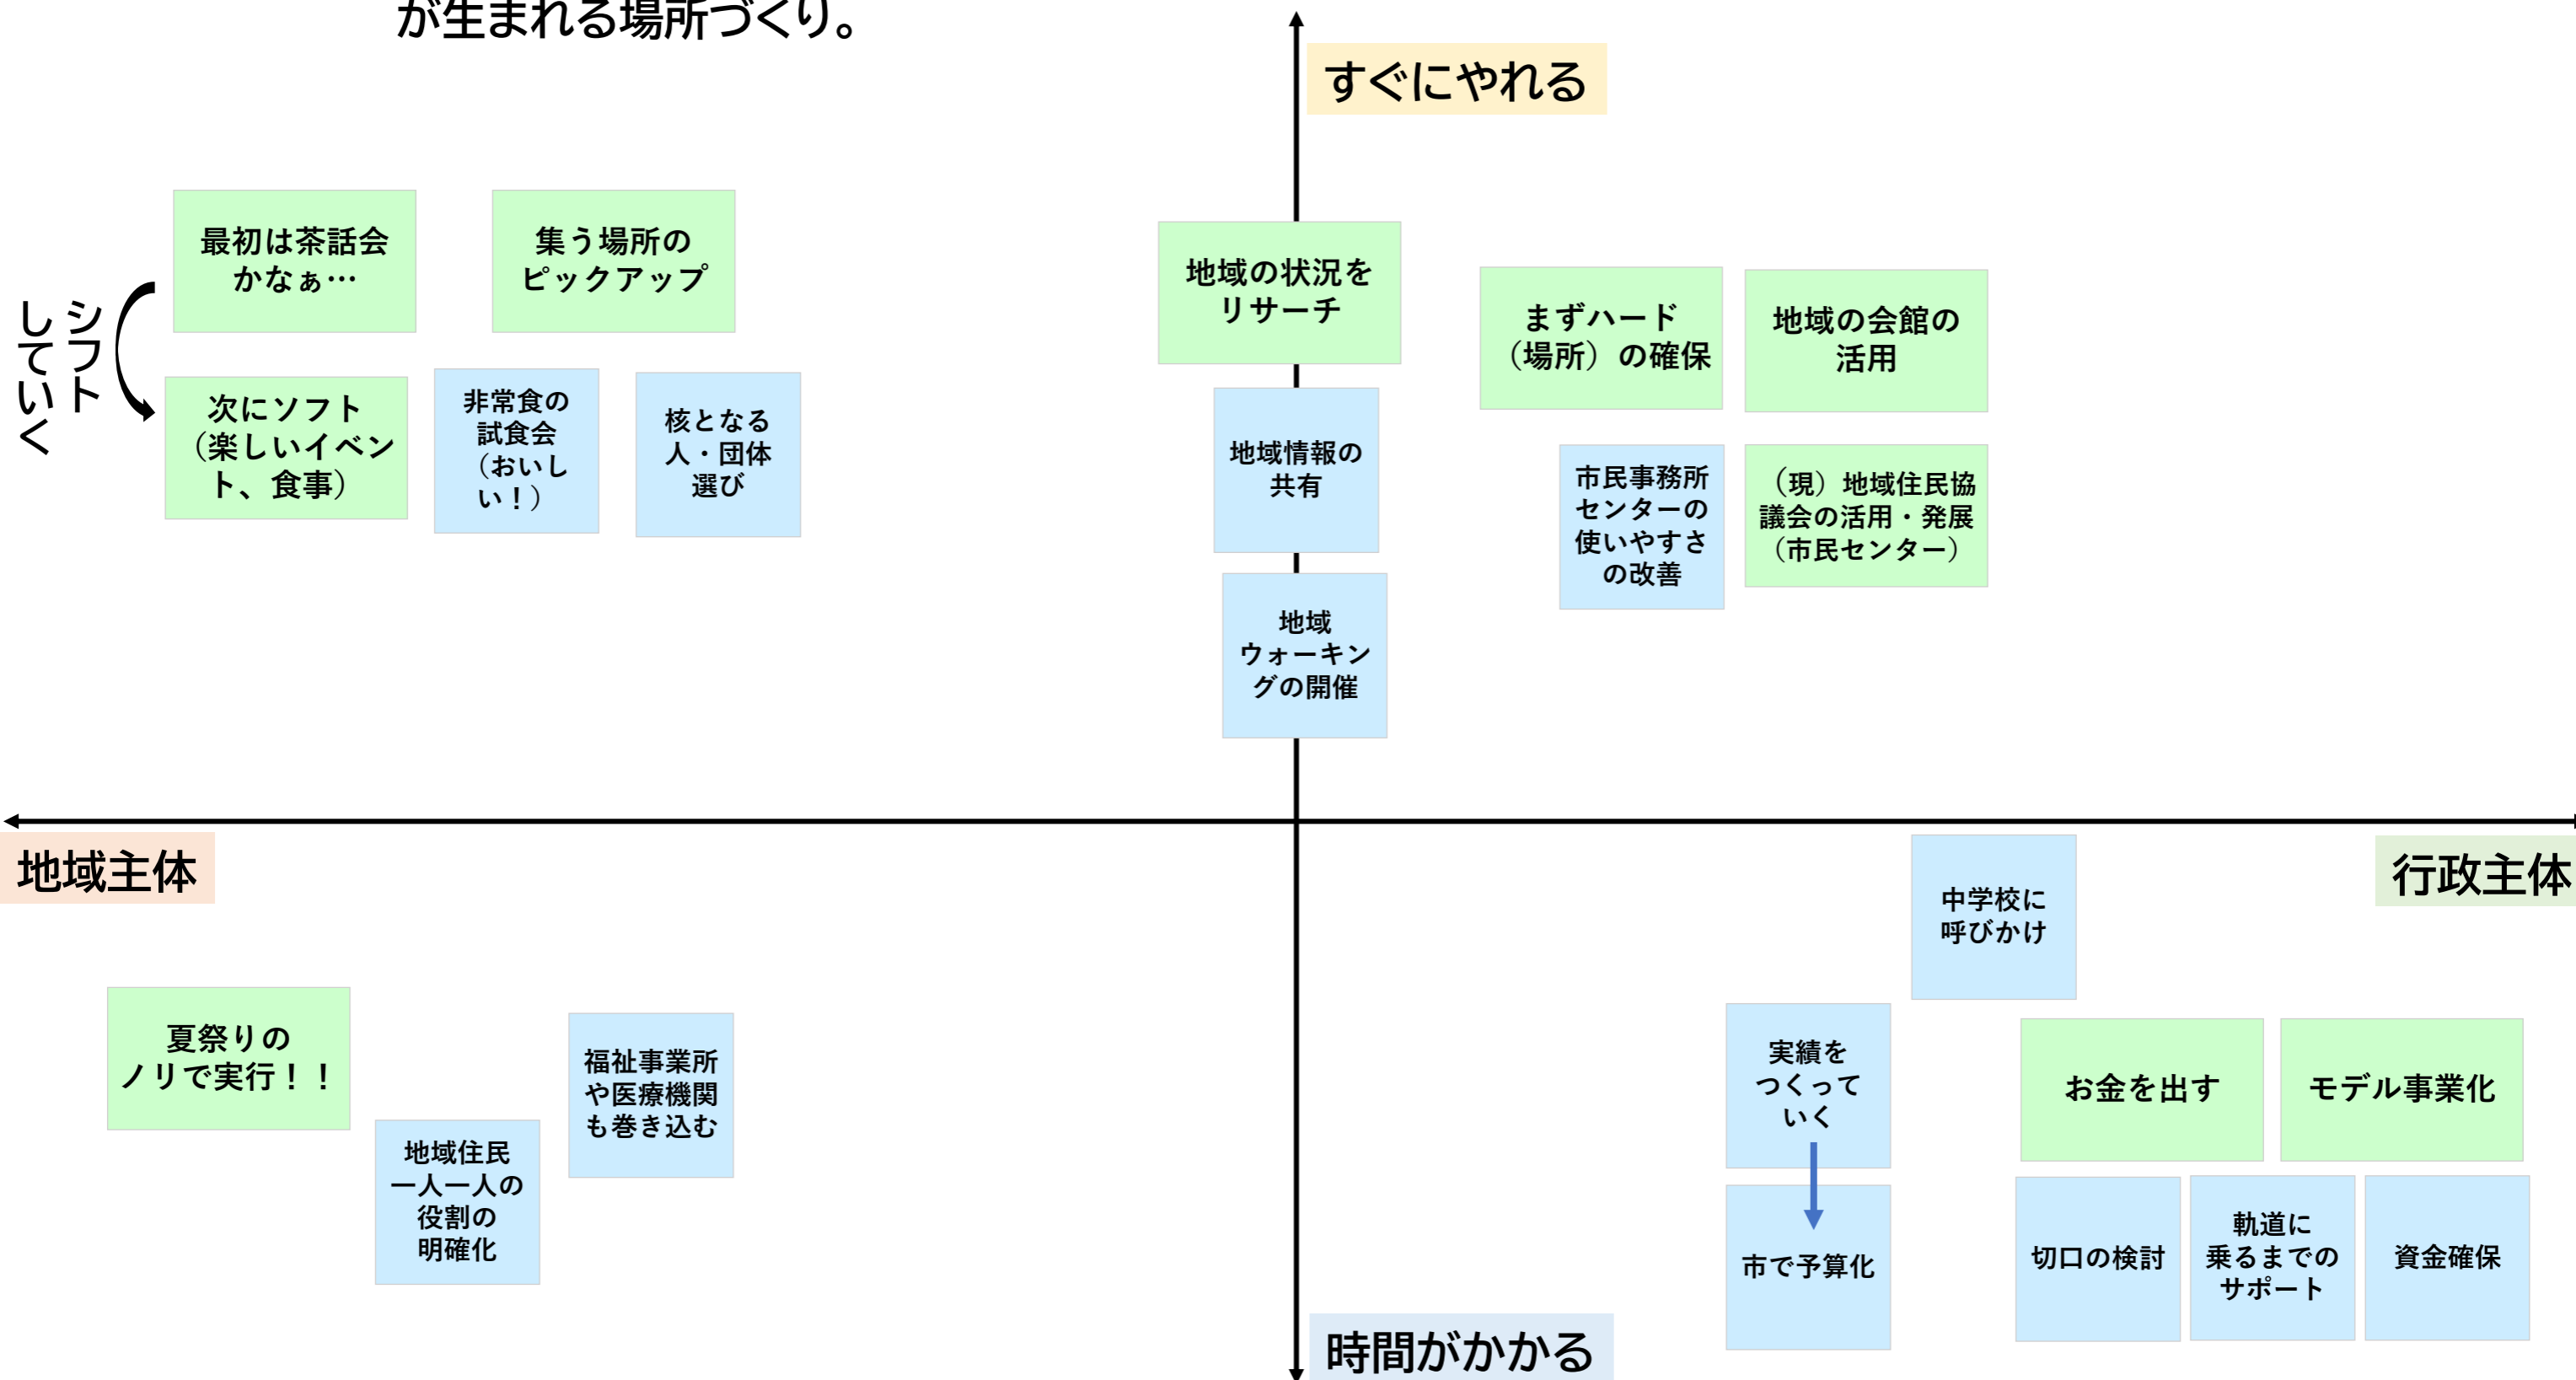 が生まれる場所づくり。
すぐにやれる
最初は茶話会
かなぁ…
集う場所の
ピックアップ
シフト
していく
次にソフト
（楽しいイベン
ト、食事）
非常食の
試食会
（おいし
い！）
核となる
人・団体
選び
地域の状況を
リサーチ
地域情報の
共有
地域
ウォーキン
グの開催
まずハード
（場所）の確保
地域の会館の
活用
市民事務所
センターの
使いやすさ
の改善
（現）地域住民協
議会の活用・発展
（市民センター）
地域主体
行政主体
夏祭りの
ノリで実行！！
地域住民
一人一人の
役割の
明確化
福祉事業所
や医療機関
も巻き込む
中学校に
呼びかけ
実績を
つくって
いく
市で予算化
お金を出す
モデル事業化
切口の検討
軌道に
乗るまでの
サポート
資金確保
時間がかかる